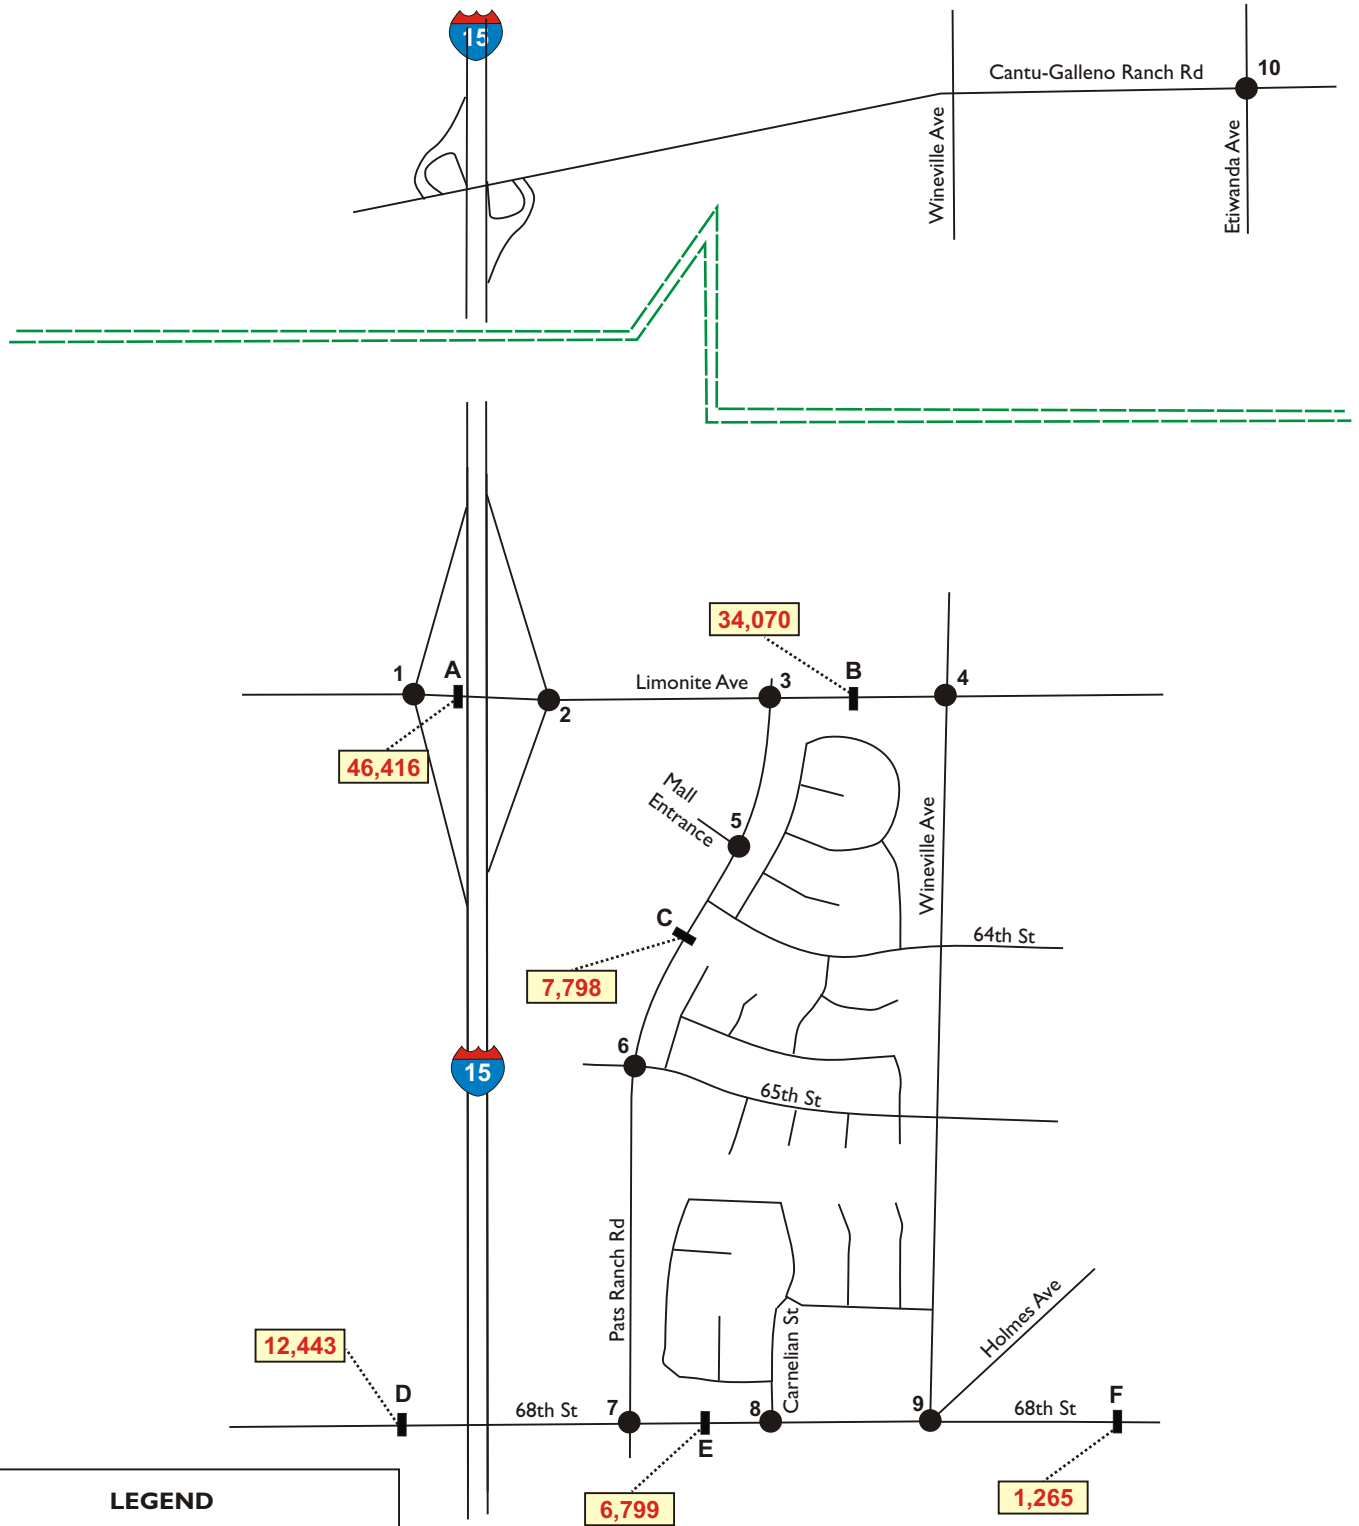 15
Cantu-Galleno Ranch Rd
10
Wineville Ave
Etiwanda Ave
34,070
1
A
Limonite Ave
3
B
4
2
46,416
Mall
Entrance
5
Wineville Ave
C
64th St
7,798
6
15
65th St
Pats Ranch Rd
Carnelian St
Holmes Ave
12,443
D
68th St
7
E
8
9
68th St
F
6,799
1,265
LEGEND